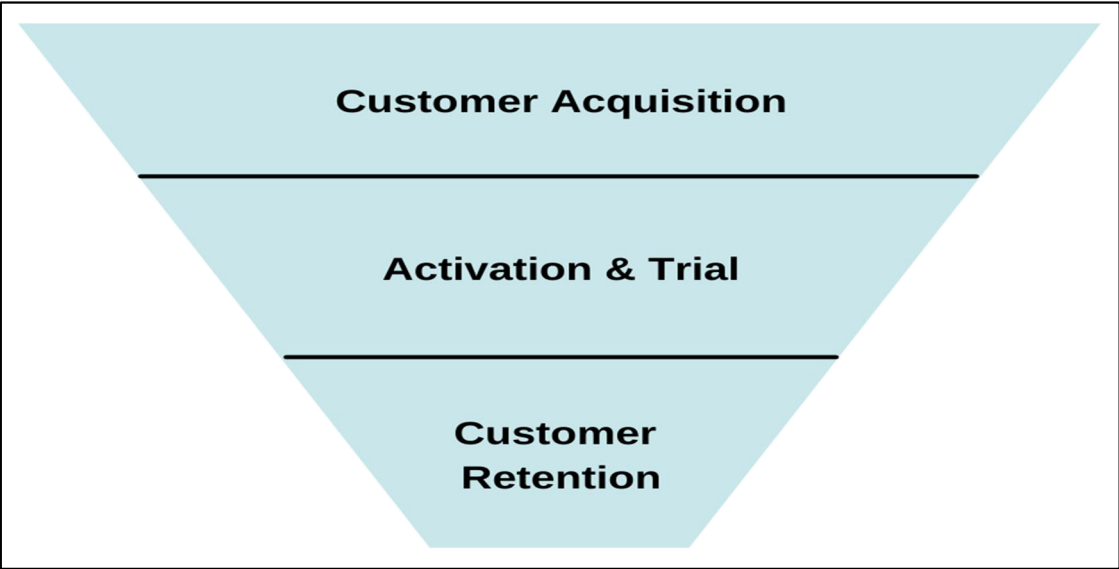 Customer Acquisition
Activation & Trial
Customer
Retention